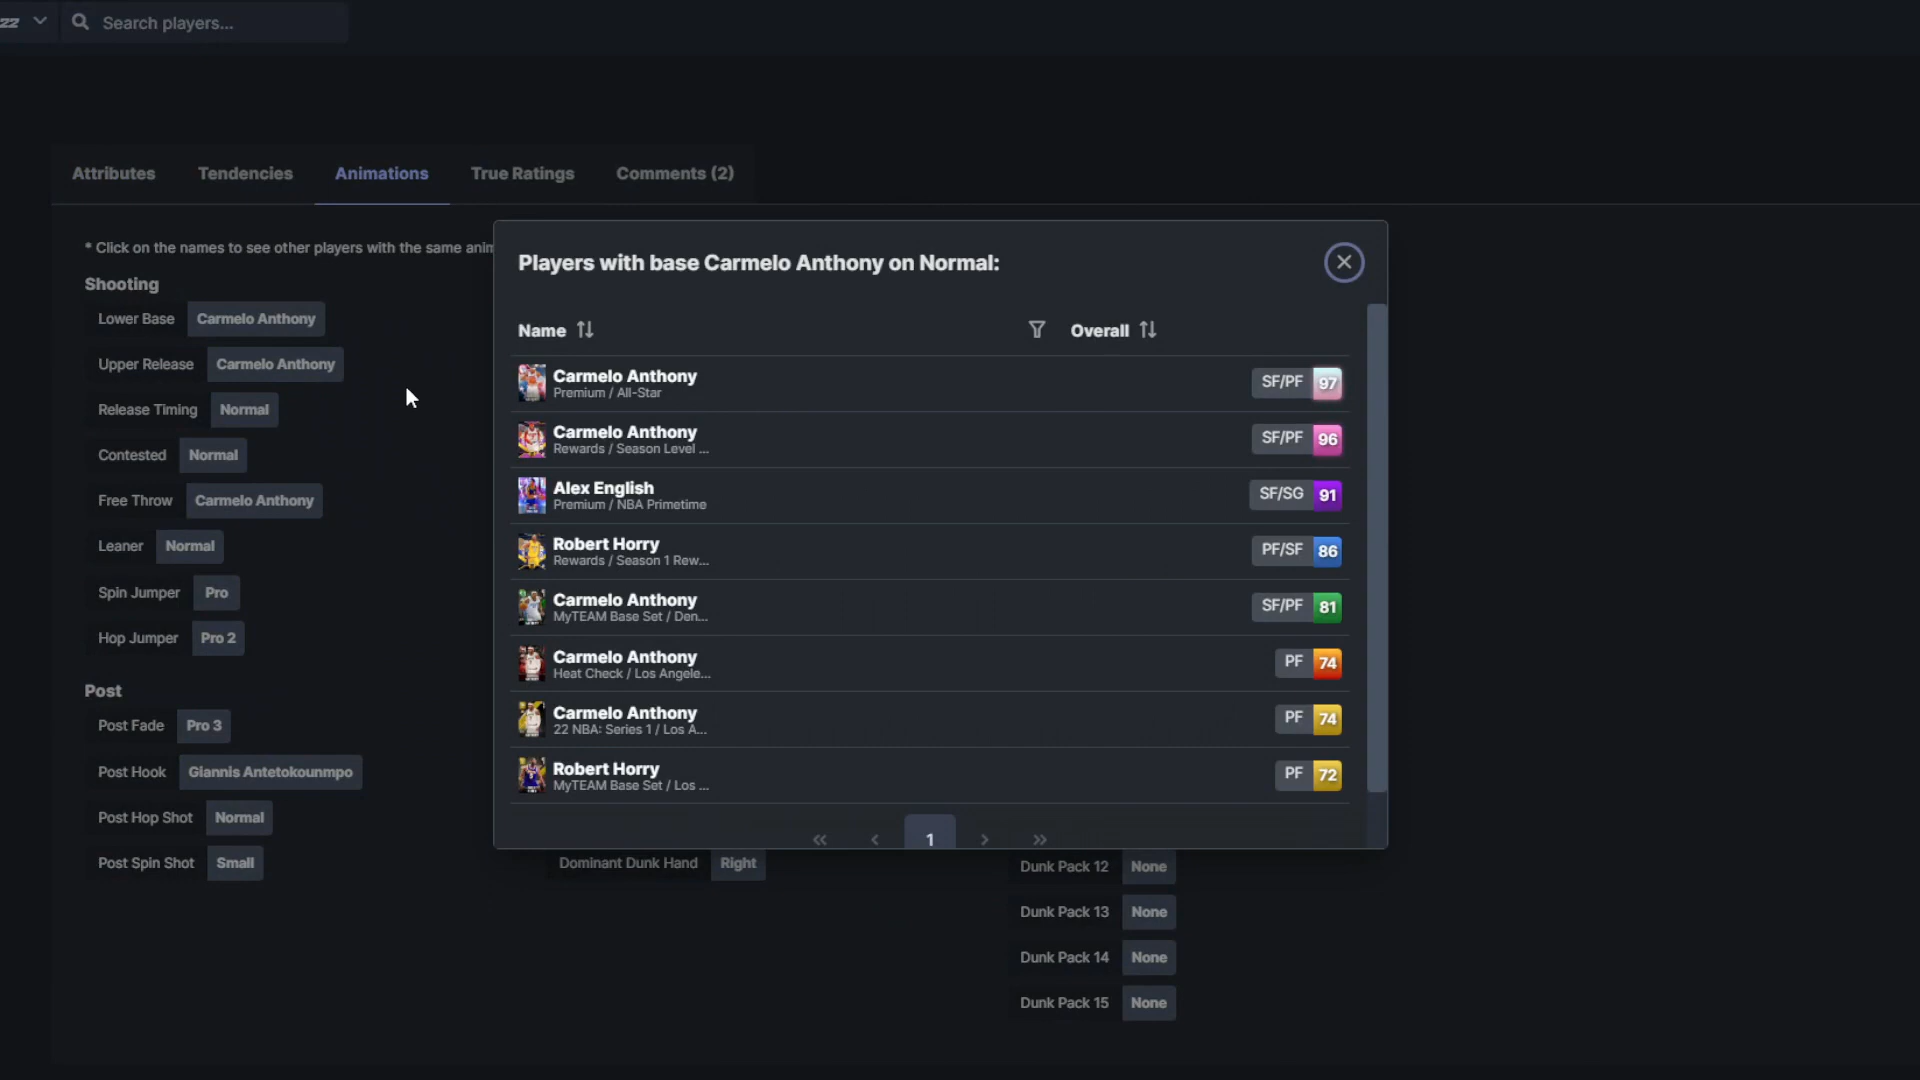 zz
Search players...
Attributes
Tendencies
Animations
True Ratings
Comments (2)
* Click on the names to see other players with the same anim
Shooting
Lower Base Carmelo Anthony
Upper Release Carmelo Anthony
Release Timing Normal
Contested Normal
Free Throw Carmelo Anthony
Leaner Normal
Spin Jumper Pro
Hop Jumper Pro 2
Post
Post Fade Pro 3
Post Hook Giannis Antetokounmpo
Post Hop Shot Normal
Post Spin Shot Small
Players with base Carmelo Anthony on Normal:
Name Overall
Carmelo Anthony
Premium / All-Star
SF/PF 97
Carmelo Anthony
Rewards / Season Level ...
SF/PF 96
Alex English
Premium / NBA Primetime
SF/SG 91
Robert Horry
Rewards / Season 1 Rew...
PF/SF 86
Carmelo Anthony
MyTEAM Base Set / Den...
SF/PF 81
Carmelo Anthony
Heat Check / Los Angele...
PF 74
Carmelo Anthony
22 NBA: Series 1 / Los A...
PF 74
Robert Horry
MyTEAM Base Set / Los ...
PF 72
« ‹ 1 › »
Dominant Dunk Hand Right
Dunk Pack 12 None
Dunk Pack 13 None
Dunk Pack 14 None
Dunk Pack 15 None